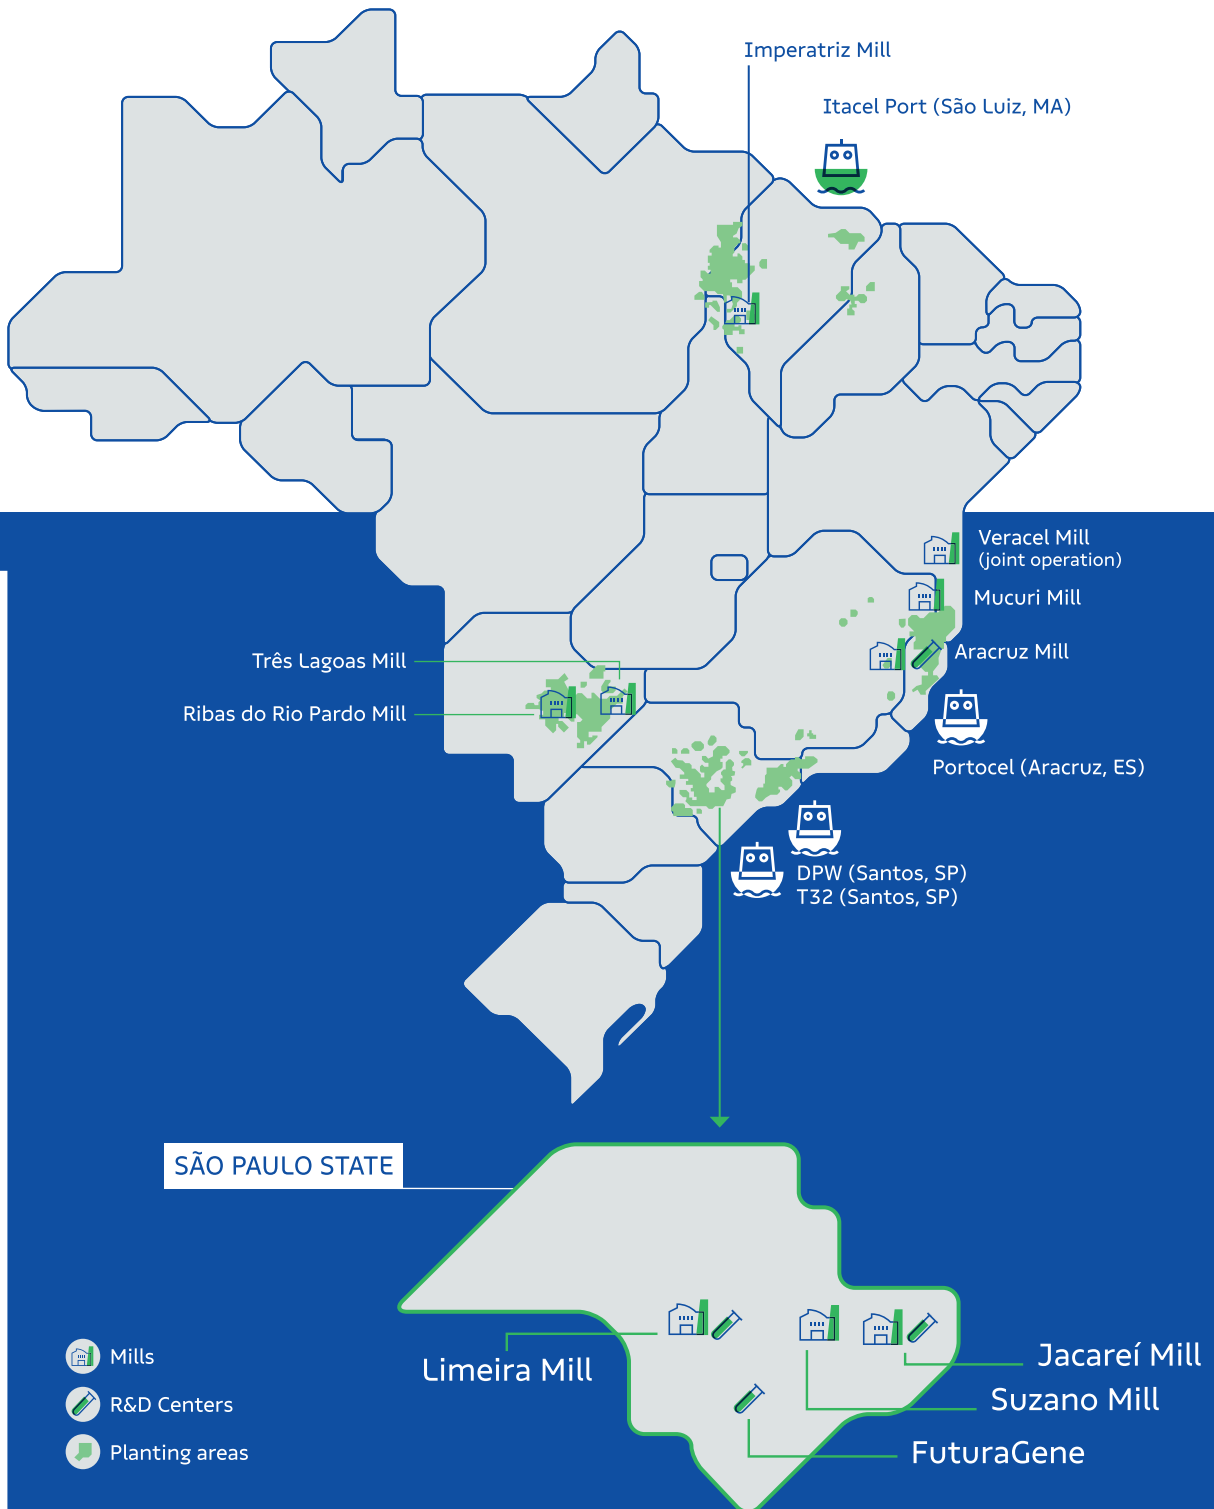 Imperatriz Mill
Itacel Port (São Luiz, MA)
Veracel Mill
(joint operation)
Mucuri Mill
Aracruz Mill
Três Lagoas Mill
Ribas do Rio Pardo Mill
Portocel (Aracruz, ES)
DPW (Santos, SP)
T32 (Santos, SP)
SÃO PAULO STATE
Limeira Mill
Jacareí Mill
Suzano Mill
FuturaGene
Mills
R&D Centers
Planting areas